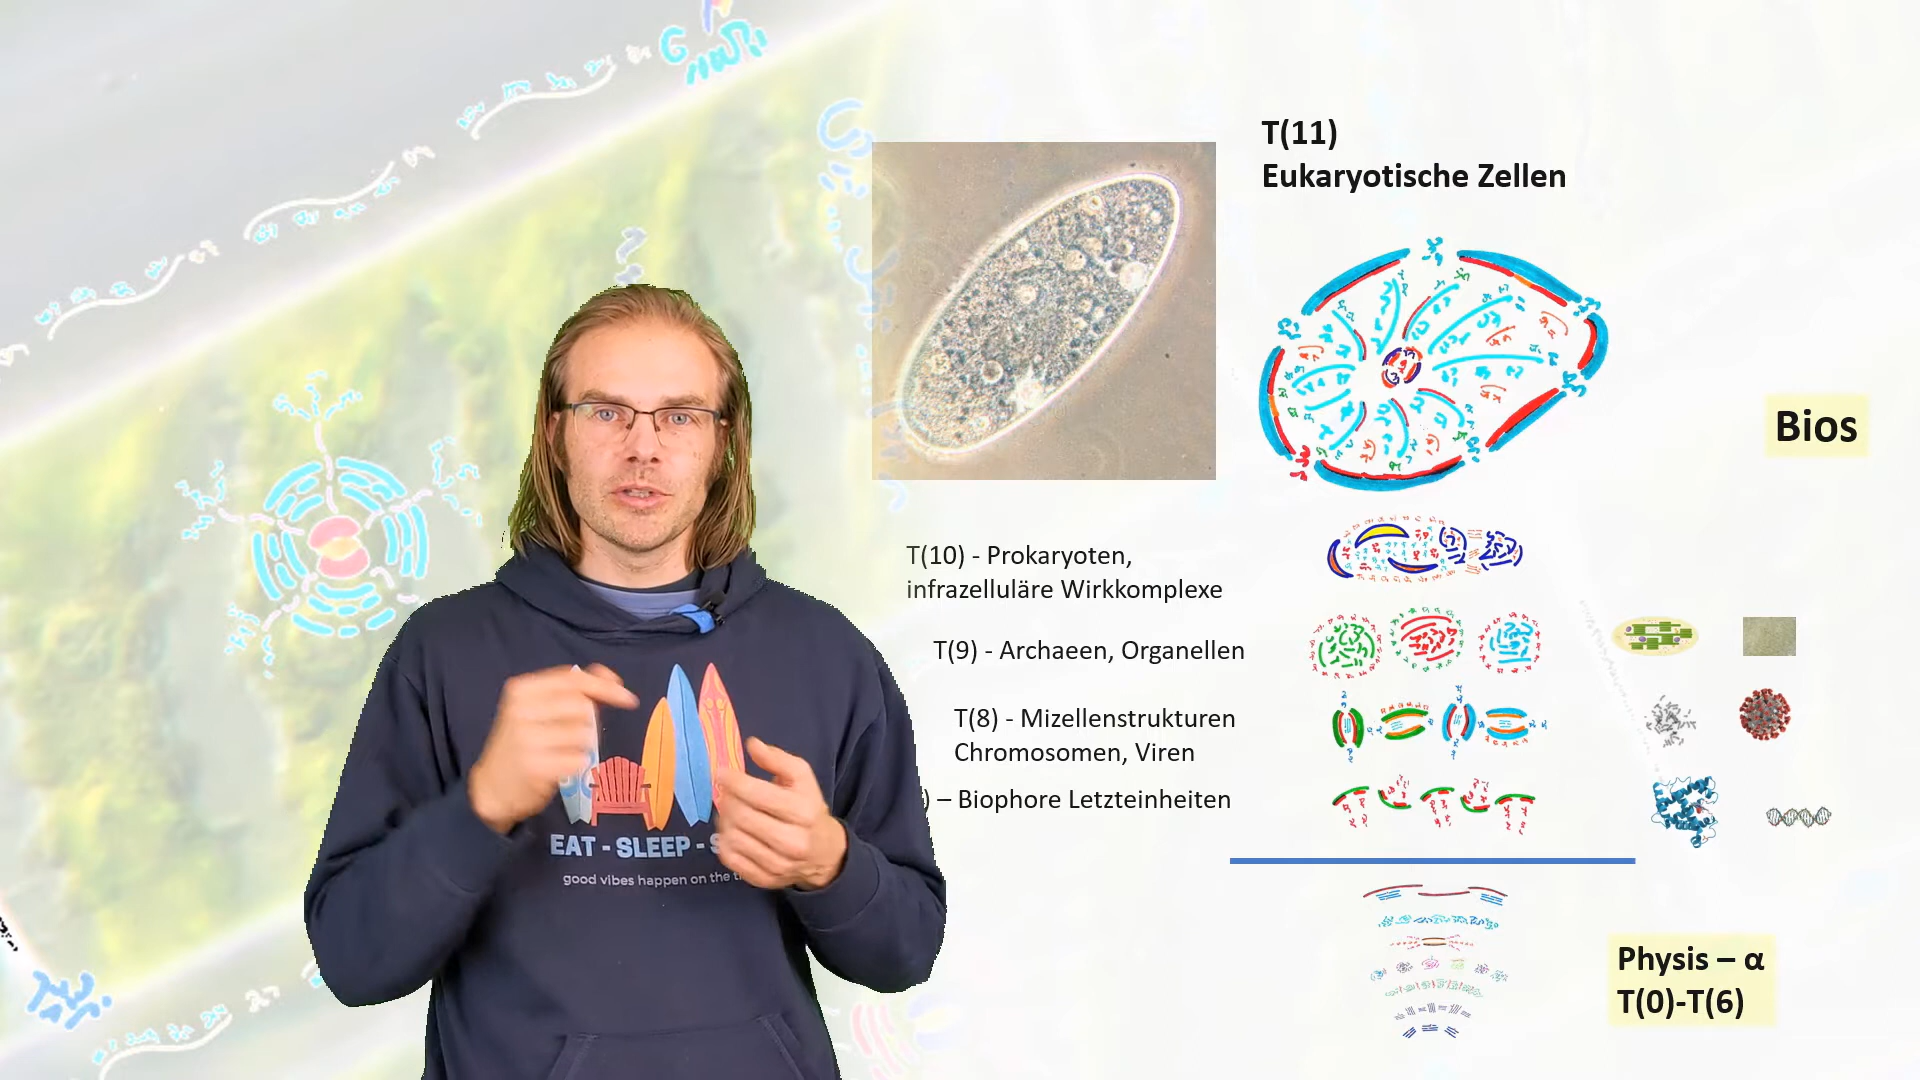 T(11)
Eukaryotische Zellen
Bios
T(10) - Prokaryoten,
infrazelluläre Wirkkomplexe
T(9) - Archaeen, Organellen
T(8) - Mizellenstrukturen
Chromosomen, Viren
) – Biophore Letzteinheiten
EAT - SLEEP - S
good vibes happen on the
Physis – α
T(0)-T(6)